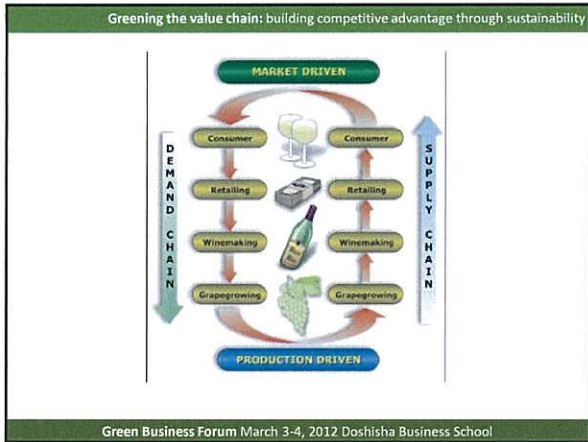 Greening the value chain: building competitive advantage through sustainability
MARKET DRIVEN
DEMAND CHAIN
Consumer
Retailing
Winemaking
Grapegrowing
Consumer
Retailing
Winemaking
Grapegrowing
SUPPLY CHAIN
PRODUCTION DRIVEN
Green Business Forum March 3-4, 2012 Doshisha Business School